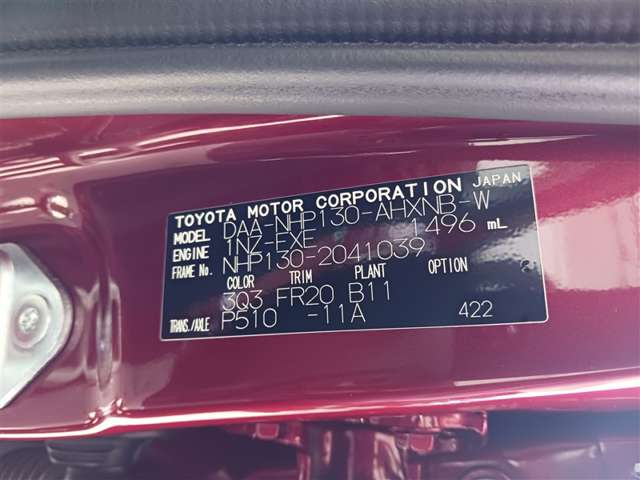 TOYOTA MOTOR CORPORATION JAPAN
MODEL DAA-NHP130-AHXNB-W
ENGINE 1NZ-EXE 1496 mL
FRAME No. NHP130-2041039
COLOR TRIM PLANT OPTION
3Q3 FR20 B11
TRANS./AXLE P510 -11A 422